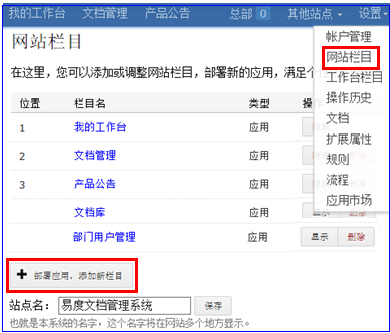 我的工作台 文档管理 产品公告 总部 0 其他站点 设置
网站栏目
在这里，您可以添加或调整网站栏目，部署新的应用，满足个
帐户管理
网站栏目
工作台栏目
操作历史
文档
扩展属性
规则
流程
应用市场
位置 栏目名 类型
1 我的工作台 应用
2 文档管理 应用
3 产品公告 应用
文档库 应用 显示 删除
部门用户管理 应用 显示 删除
+ 部署应用，添加新栏目
站点名： 易度文档管理系统 保存
也就是本系统的名字，这个名字将在网站多个地方显示。